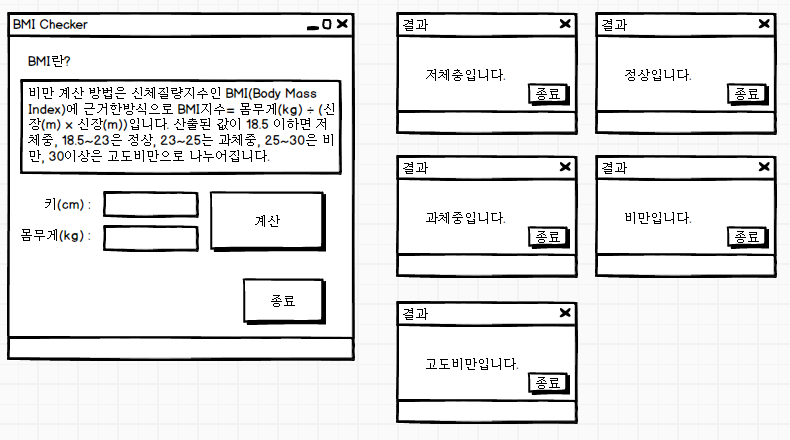 BMI Checker
BMI란?
비만 계산 방법은 신체질량지수인 BMI(Body Mass
Index)에 근거한방식으로 BMI지수= 몸무게(kg) ÷ (신
장(m) × 신장(m))입니다. 산출된 값이 18.5 이하면 저
체중, 18.5~23은 정상, 23~25는 과체중, 25~30은 비
만, 30이상은 고도비만으로 나누어집니다.
키(cm) :
계산
몸무게(kg) :
종료
결과
저체중입니다.
종료
결과
정상입니다.
종료
결과
과체중입니다.
종료
결과
비만입니다.
종료
결과
고도비만입니다.
종료